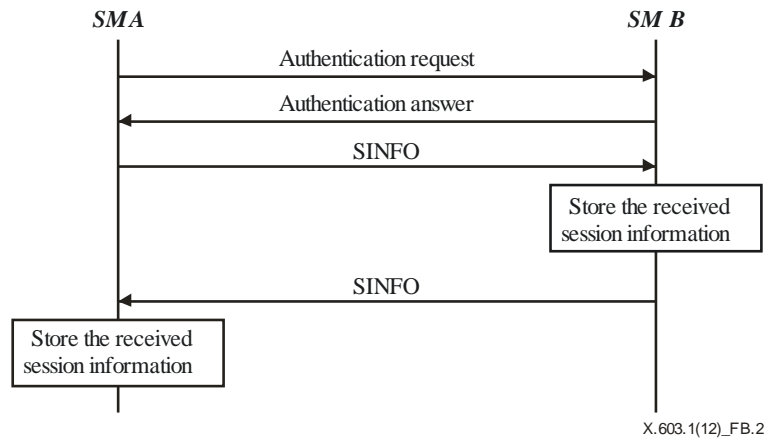 SM A
SM B
Authentication request
Authentication answer
SINFO
Store the received
session information
SINFO
Store the received
session information
X.603.1(12)_FB.2